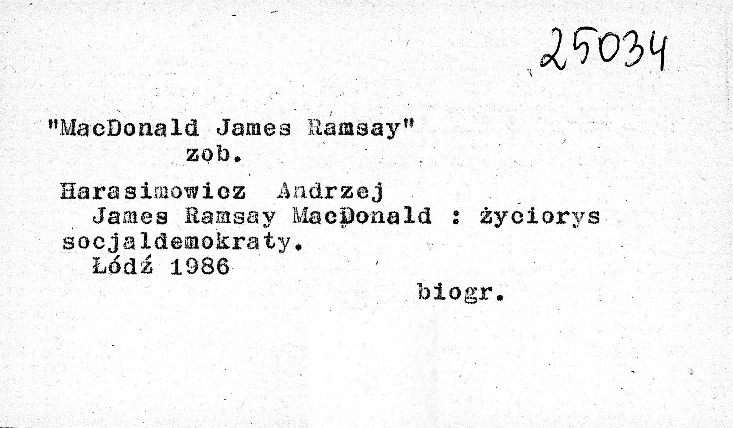 25034
"MacDonald James Ramsay"
zob.
Harasimowicz Andrzej
James Ramsay MacDonald : życiorys
socjaldemokraty.
Łódź 1986
biogr.